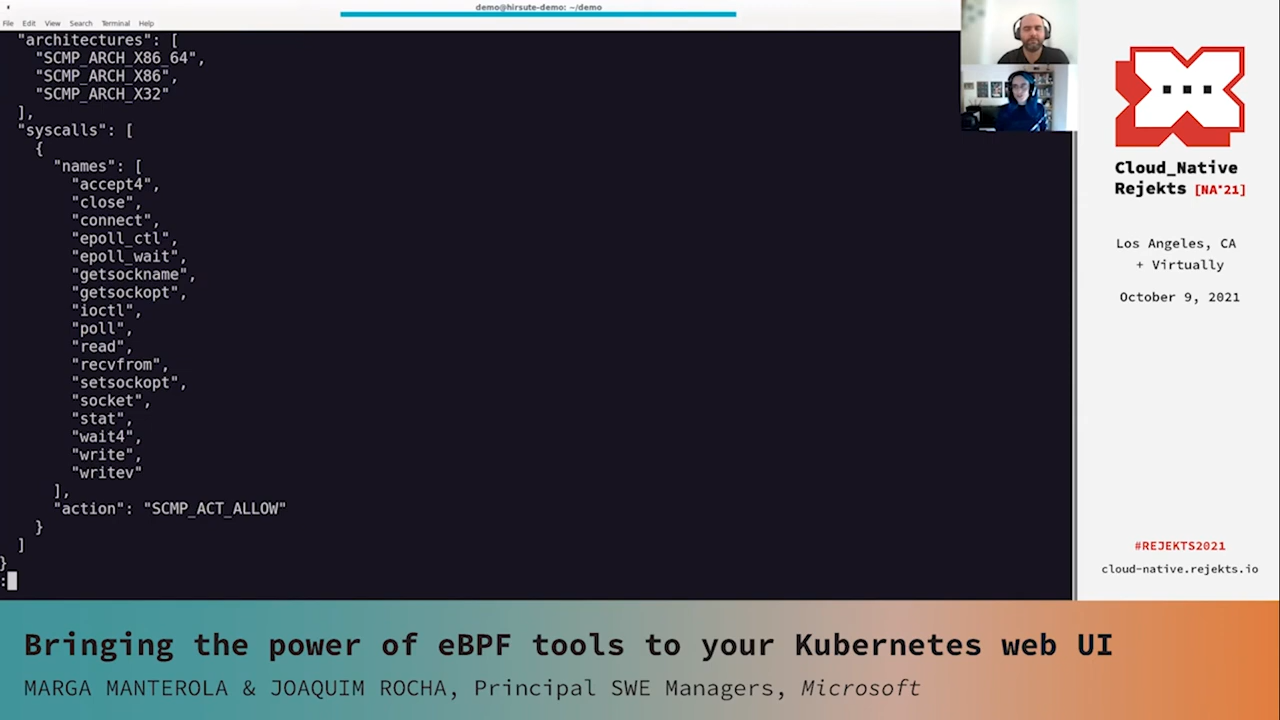 demo@hirsute-demo: ~/demo
File Edit View Search Terminal Help
"architectures": [
"SCMP_ARCH_X86_64",
"SCMP_ARCH_X86",
"SCMP_ARCH_X32"
],
"syscalls": [
{
"names": [
"accept4",
"close",
"connect",
"epoll_ctl",
"epoll_wait",
"getsockname",
"getsockopt",
"ioctl",
"poll",
"read",
"recvfrom",
"setsockopt",
"socket",
"stat",
"wait4",
"write",
"writev"
],
"action": "SCMP_ACT_ALLOW"
}
]
}
:
Cloud_Native
Rejekts [NA'21]
Los Angeles, CA
+ Virtually
October 9, 2021
#REJEKTS2021
cloud-native.rejekts.io
Bringing the power of eBPF tools to your Kubernetes web UI
MARGA MANTEROLA & JOAQUIM ROCHA, Principal SWE Managers, Microsoft